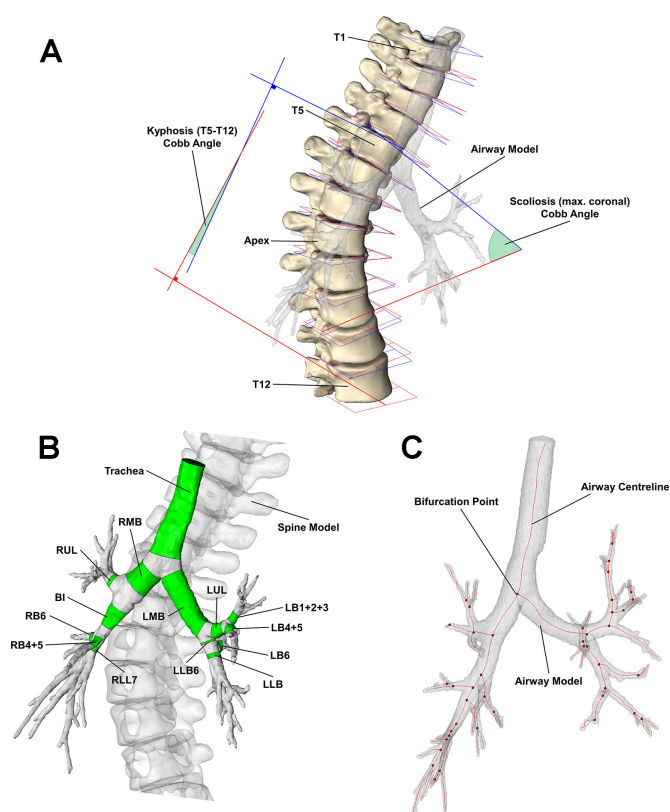 A
T1
T5
Kyphosis (T5-T12)
Cobb Angle
Airway Model
Scoliosis (max. coronal)
Cobb Angle
Apex
T12
B
Trachea
RMB
Spine Model
RUL
BI
LMB
LUL
LB1+2+3
RB6
LB4+5
RB4+5
LB6
RLL7
LLB6
LLB
C
Airway Centreline
Bifurcation Point
Airway Model